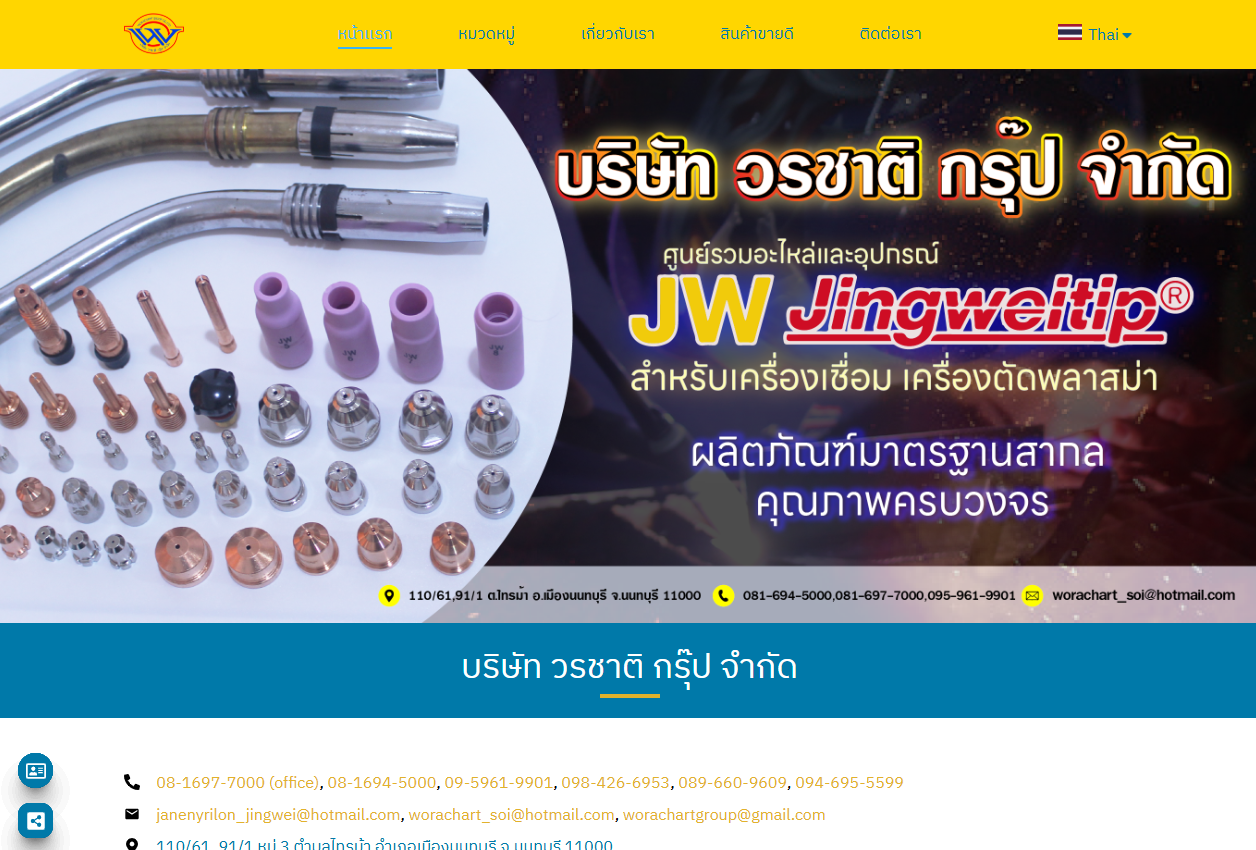 หน้าแรก หมวดหมู่ เกี่ยวกับเรา สินค้าขายดี ติดต่อเรา Thai
บริษัท วรชาติ กรุ๊ป จำกัด
ศูนย์รวมอะไหล่และอุปกรณ์
JW Jingweitip®
สำหรับเครื่องเชื่อม เครื่องตัดพลาสม่า
ผลิตภัณฑ์มาตรฐานสากล
คุณภาพครบวงจร
110/61,91/1 ต.ไทรม้า อ.เมืองนนทบุรี จ.นนทบุรี 11000 081-694-5000,081-697-7000,095-961-9901 worachart_soi@hotmail.com
บริษัท วรชาติ กรุ๊ป จำกัด
08-1697-7000 (office), 08-1694-5000, 09-5961-9901, 098-426-6953, 089-660-9609, 094-695-5599
janenyrilon_jingwei@hotmail.com, worachart_soi@hotmail.com, worachartgroup@gmail.com
110/61, 91/1 หมู่ 3 ตำบลไทรม้า อำเภอเมืองนนทบุรี จ.นนทบุรี 11000